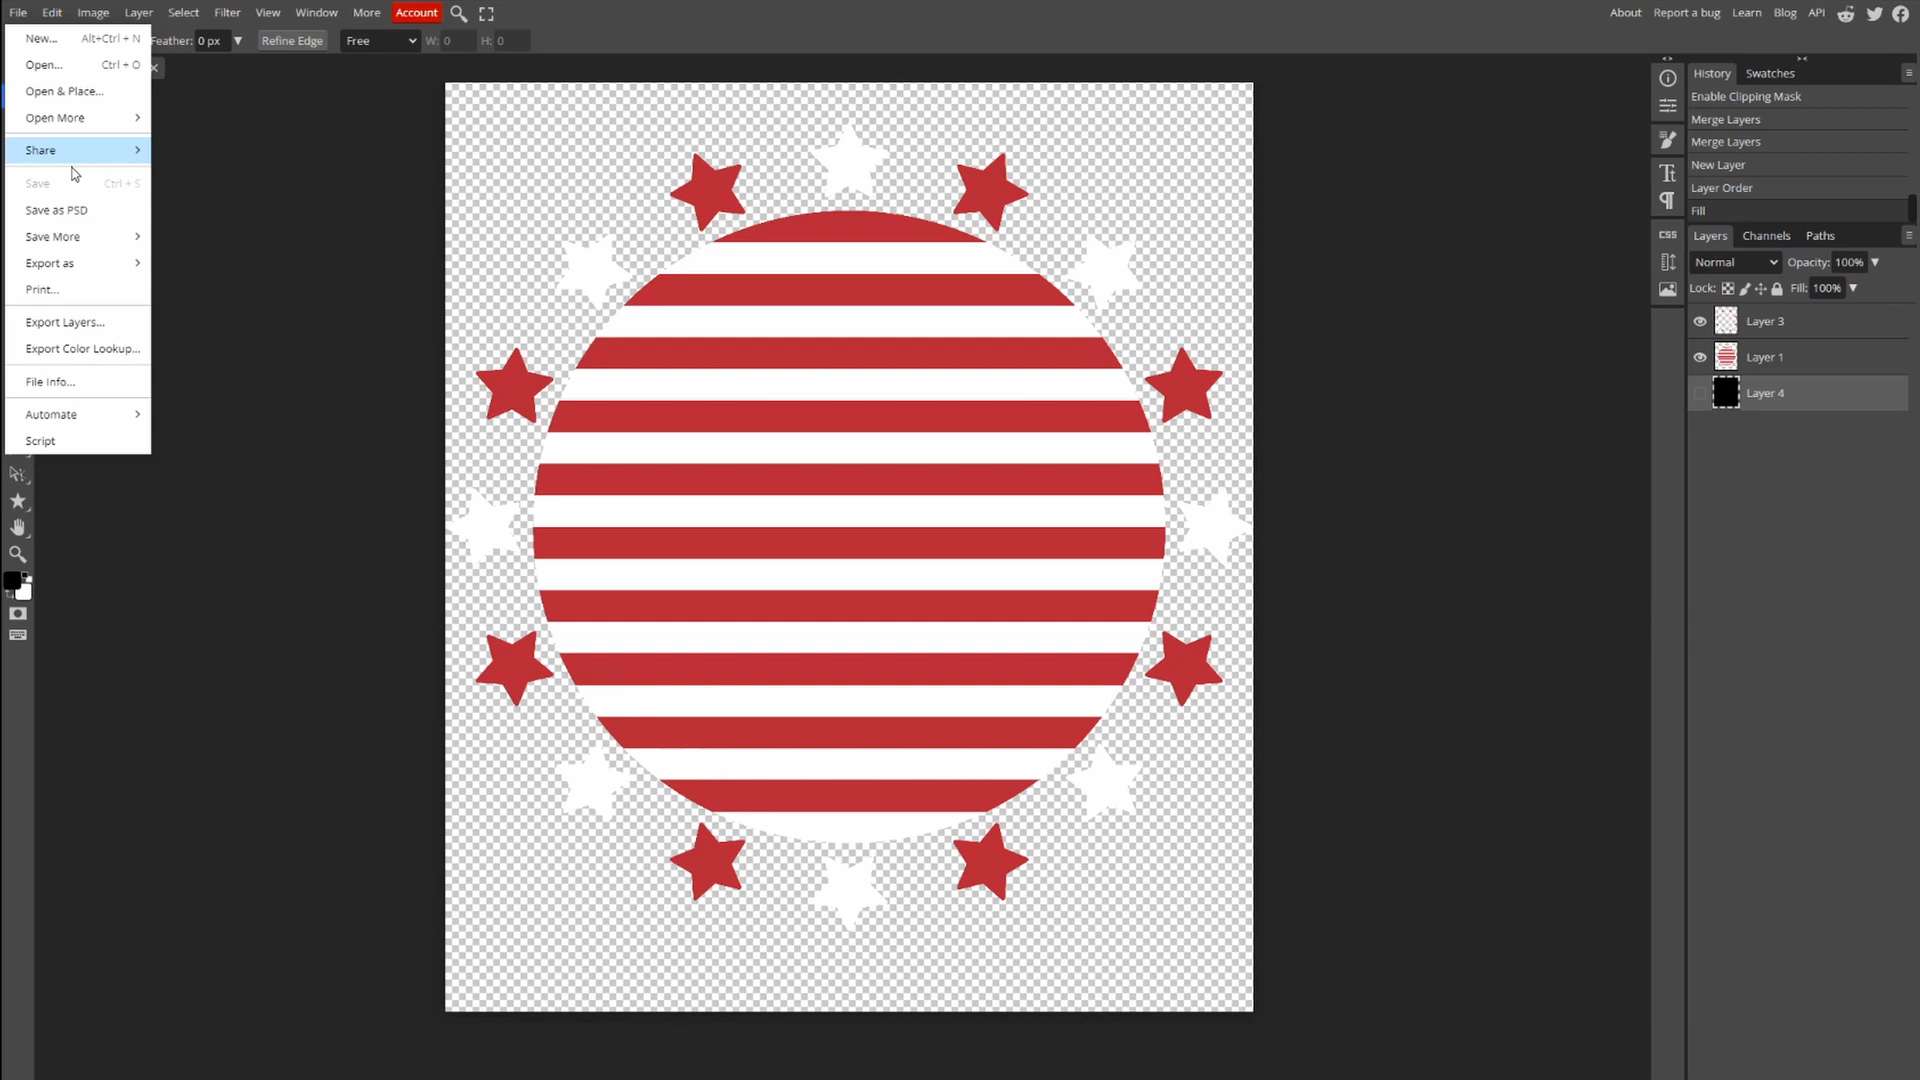 File Edit Image Layer Select Filter View Window More Account About Report a bug Learn Blog API
Feather: 0 px Refine Edge Free W: 0 H: 0
New... Alt+Ctrl + N
Open... Ctrl + O
Open & Place...
Open More
Share
Save Ctrl + S
Save as PSD
Save More
Export as
Print...
Export Layers...
Export Color Lookup...
File Info...
Automate
Script
History Swatches
Enable Clipping Mask
Merge Layers
Merge Layers
New Layer
Layer Order
Fill
CSS
Layers Channels Paths
Normal Opacity: 100%
Lock: Fill: 100%
Layer 3
Layer 1
Layer 4